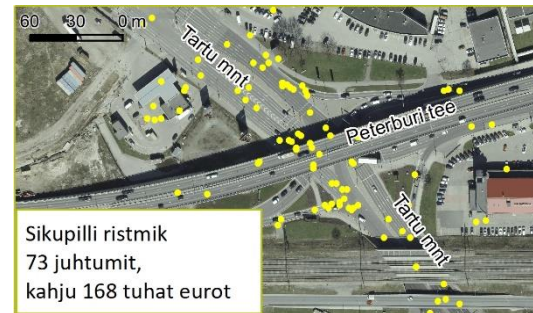 60 30 0 m
Tartu mnt
Peterburi tee
Tartu mnt
Sikupilli ristmik
73 juhtumit,
kahju 168 tuhat eurot